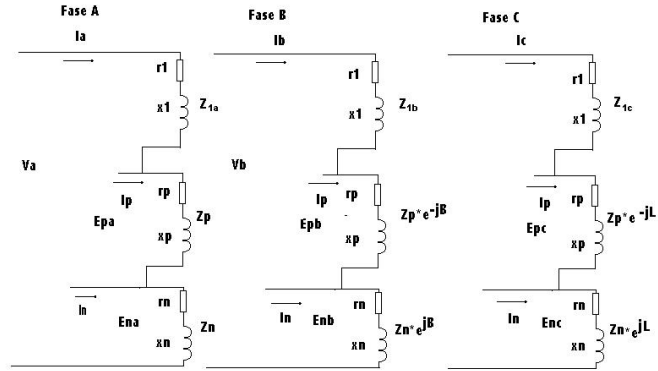 Fase A
Ia
r1
x1
Z1a
Va
Ip
rp
Epa
Zp
xp
In
rn
Ena
Zn
xn
Fase B
Ib
r1
x1
Z1b
Vb
Ip
rp
Epb
Zp*e-jB
xp
In
rn
Enb
Zn*ejB
xn
Fase C
Ic
r1
x1
Z1c
Ip
rp
Epc
Zp*e-jL
xp
In
rn
Enc
Zn*ejL
xn